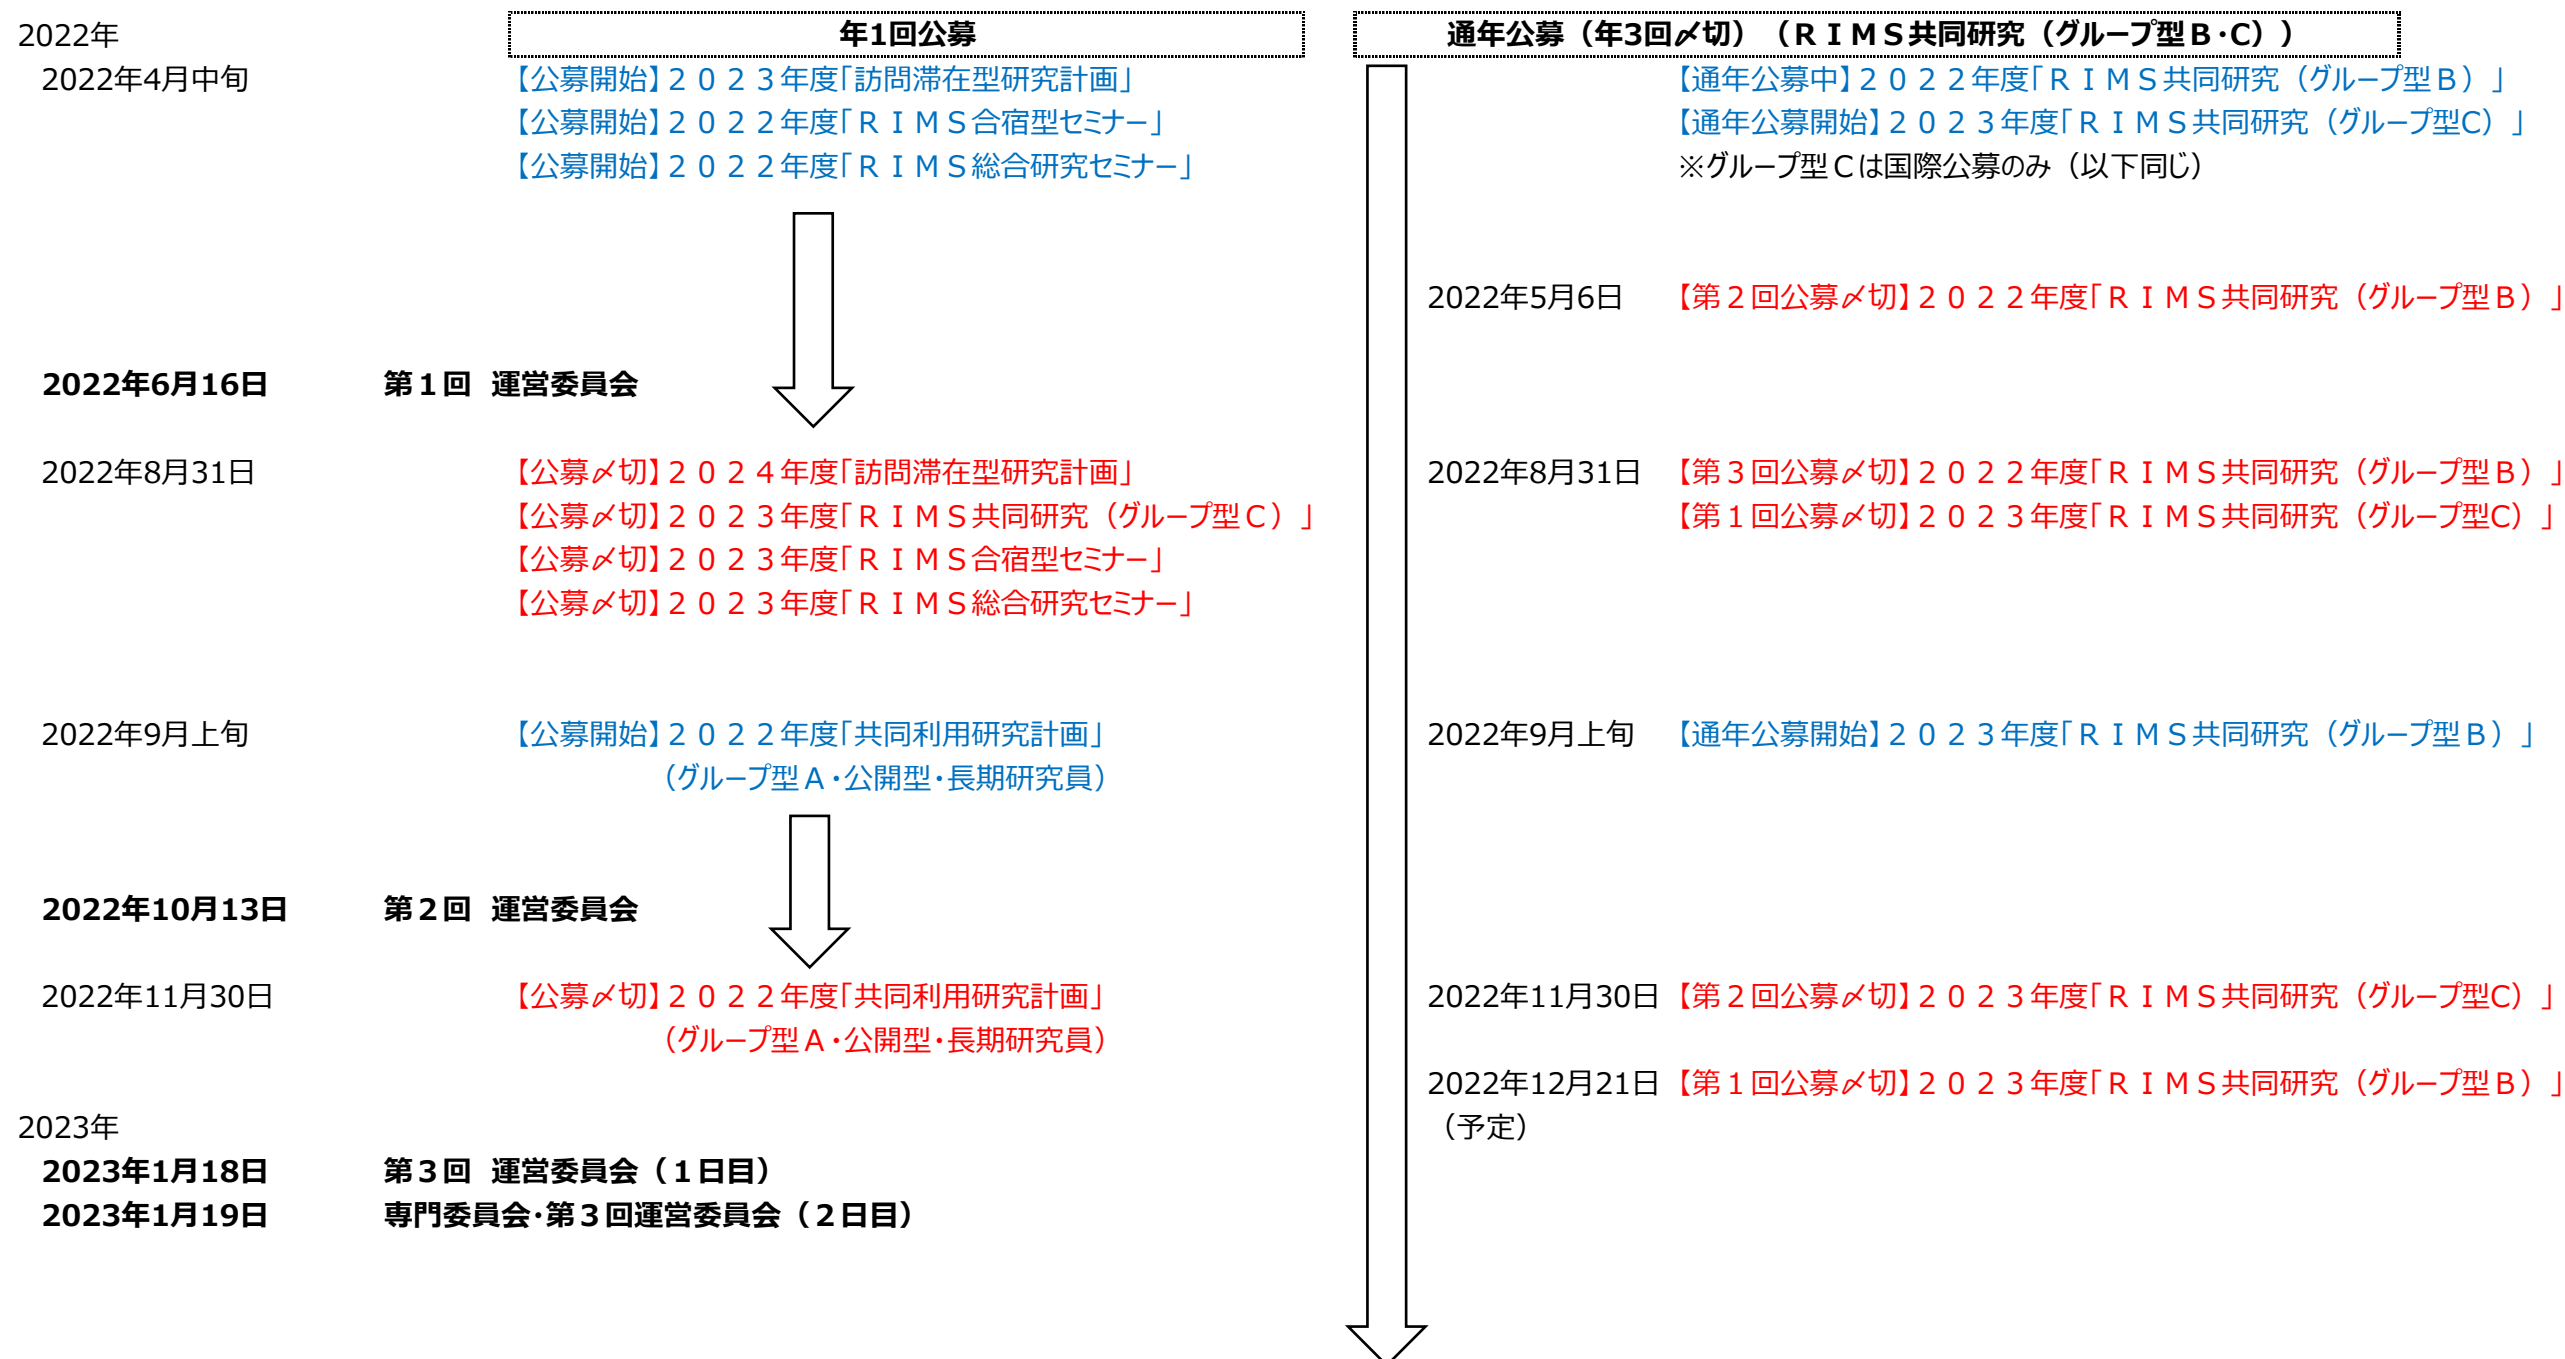 2022年
年1回公募
通年公募（年3回〆切）（ＲＩＭＳ共同研究（グループ型Ｂ・C））
2022年4月中旬
【公募開始】２０２３年度「訪問滞在型研究計画」
【公募開始】２０２２年度「ＲＩＭＳ合宿型セミナー」
【公募開始】２０２２年度「ＲＩＭＳ総合研究セミナー」
【通年公募中】２０２２年度「ＲＩＭＳ共同研究（グループ型Ｂ）」
【通年公募開始】２０２３年度「ＲＩＭＳ共同研究（グループ型C）」
※グループ型Ｃは国際公募のみ（以下同じ）
2022年5月6日 【第２回公募〆切】２０２２年度「ＲＩＭＳ共同研究（グループ型Ｂ）」
2022年6月16日 第１回 運営委員会
2022年8月31日 【公募〆切】２０２４年度「訪問滞在型研究計画」
【公募〆切】２０２３年度「ＲＩＭＳ共同研究（グループ型Ｃ）」
【公募〆切】２０２３年度「ＲＩＭＳ合宿型セミナー」
【公募〆切】２０２３年度「ＲＩＭＳ総合研究セミナー」
2022年8月31日 【第３回公募〆切】２０２２年度「ＲＩＭＳ共同研究（グループ型Ｂ）」
【第１回公募〆切】２０２３年度「ＲＩＭＳ共同研究（グループ型C）」
2022年9月上旬 【公募開始】２０２２年度「共同利用研究計画」
（グループ型Ａ・公開型・長期研究員）
2022年9月上旬 【通年公募開始】２０２３年度「ＲＩＭＳ共同研究（グループ型Ｂ）」
2022年10月13日 第２回 運営委員会
2022年11月30日 【公募〆切】２０２２年度「共同利用研究計画」
（グループ型Ａ・公開型・長期研究員）
2022年11月30日 【第２回公募〆切】２０２３年度「ＲＩＭＳ共同研究（グループ型C）」
2022年12月21日 【第１回公募〆切】２０２３年度「ＲＩＭＳ共同研究（グループ型Ｂ）」
（予定）
2023年
2023年1月18日 第３回 運営委員会（１日目）
2023年1月19日 専門委員会・第３回運営委員会（２日目）